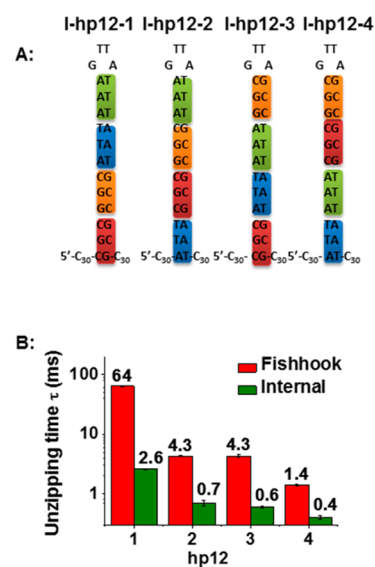 I-hp12-1 I-hp12-2 I-hp12-3 I-hp12-4
A:
TT TT TT TT
G A G A G A G A
AT AT CG CG
AT AT GC GC
AT AT GC GC
TA CG AT CG
TA GC AT GC
AT GC AT CG
CG CG TA AT
GC GC TA AT
GC CG AT AT
CG TA CG TA
GC TA GC TA
5'-C30-CG-C30 5'-C30-AT-C30 5'-C30- CG-C30 5'-C30-AT-C30
B:
Unzipping time τ (ms)
100
10
1
Fishhook
Internal
64
2.6
4.3
0.7
4.3
0.6
1.4
0.4
1 2 3 4
hp12